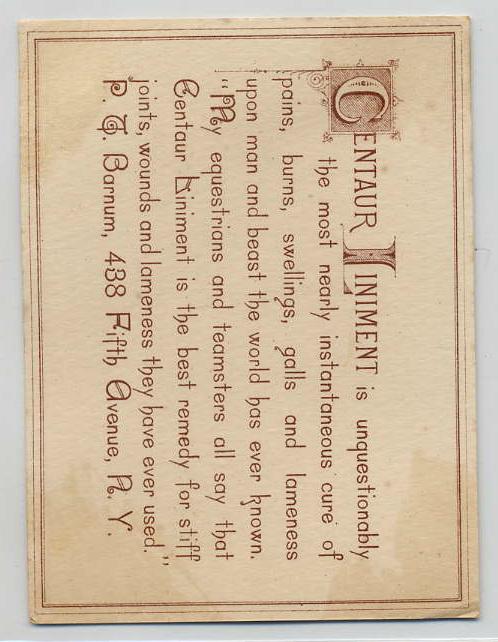 CENTAUR LINIMENT is unquestionably
the most nearly instantaneous cure of
pains, burns, swellings, galls and lameness
upon man and beast the world has ever known.
"My equestrians and teamsters all say that
Centaur Liniment is the best remedy for stiff
joints, wounds and lameness they have ever used."
P. T. Barnum, 438 Fifth Avenue, N. Y.